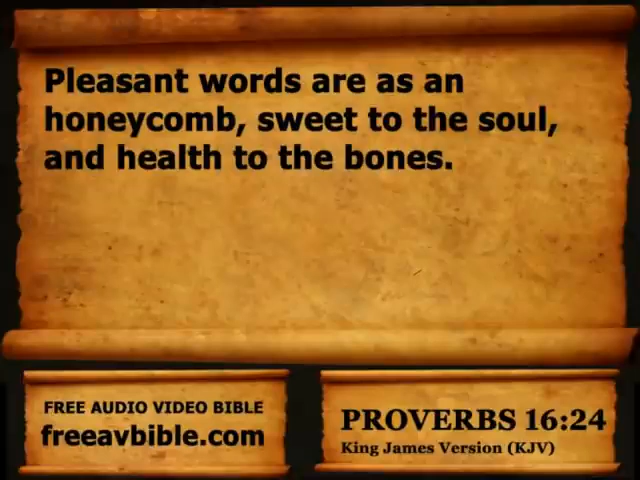 Pleasant words are as an
honeycomb, sweet to the soul,
and health to the bones.
FREE AUDIO VIDEO BIBLE
freeavbible.com
PROVERBS 16:24
King James Version (KJV)